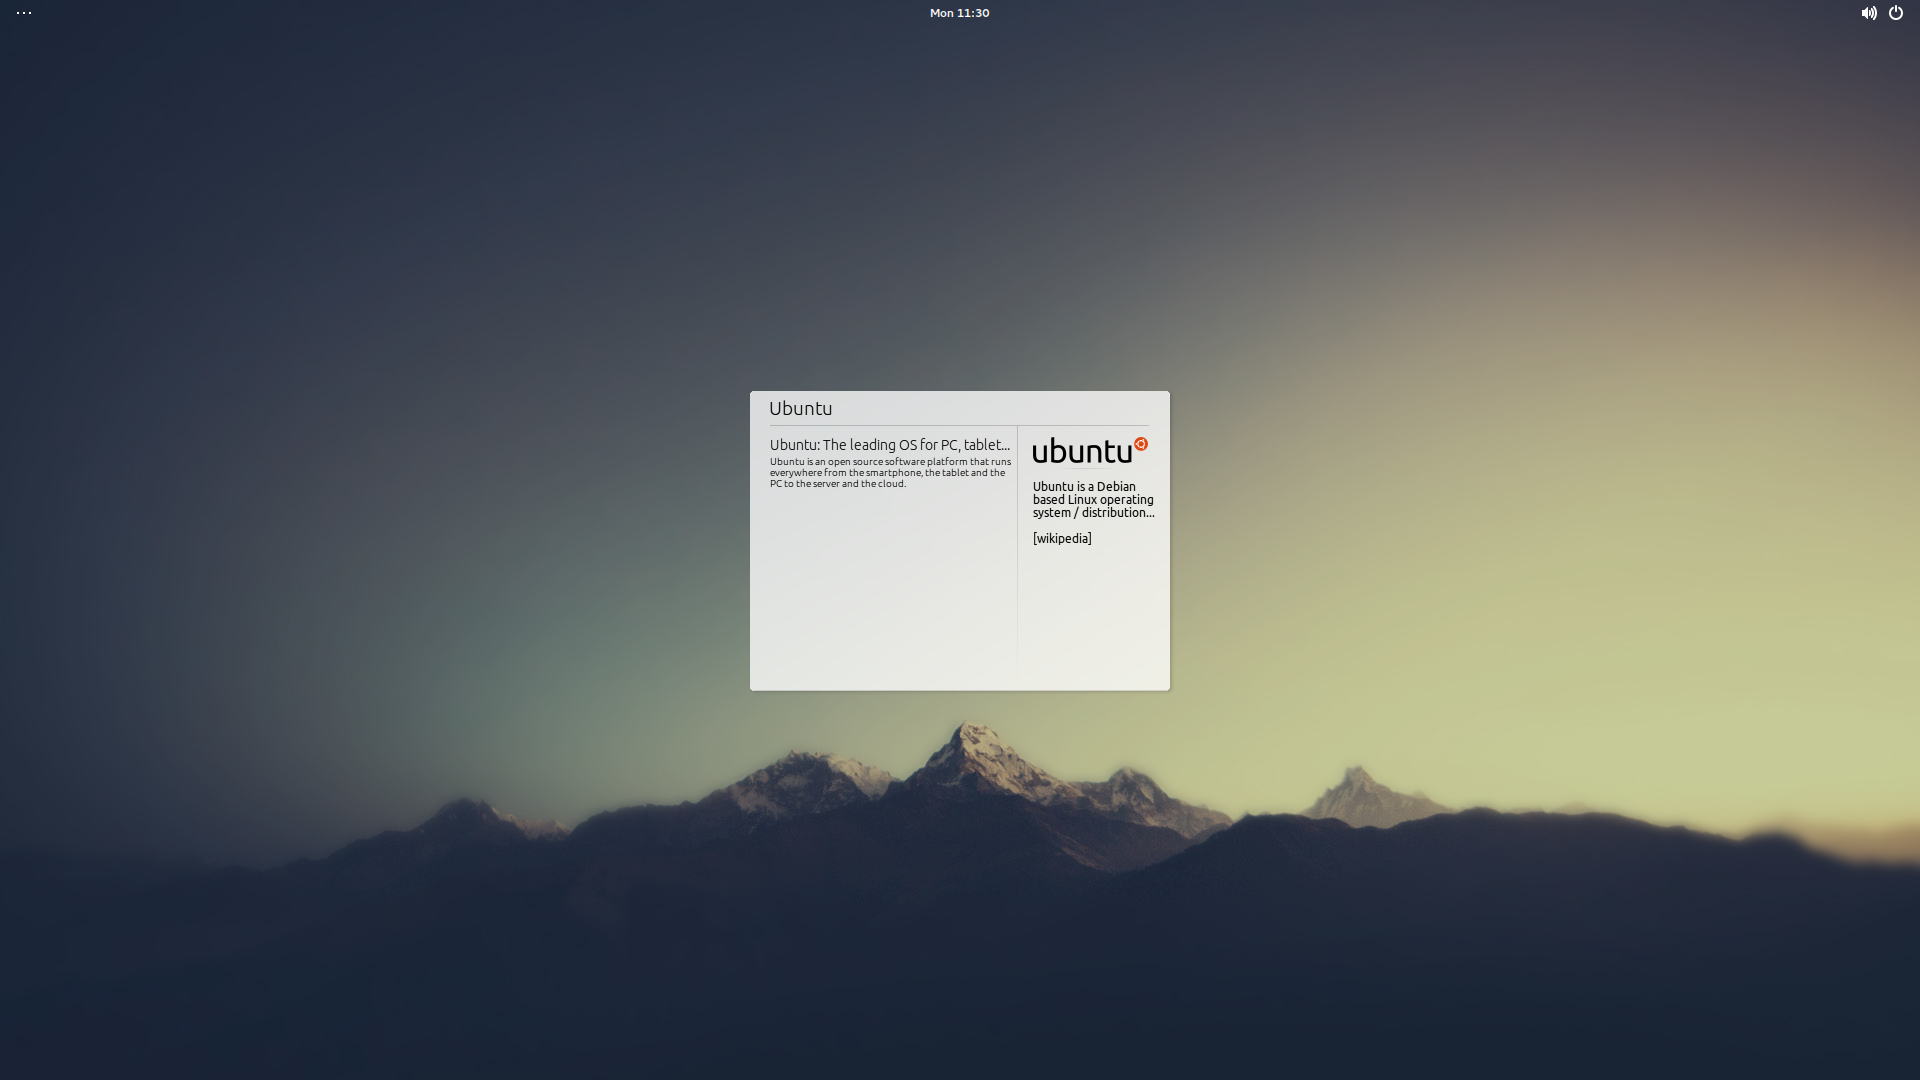 Mon 11:30
Ubuntu
Ubuntu: The leading OS for PC, tablet...
Ubuntu is an open source software platform that runs
everywhere from the smartphone, the tablet and the
PC to the server and the cloud.
ubuntu
Ubuntu is a Debian
based Linux operating
system / distribution...
[wikipedia]